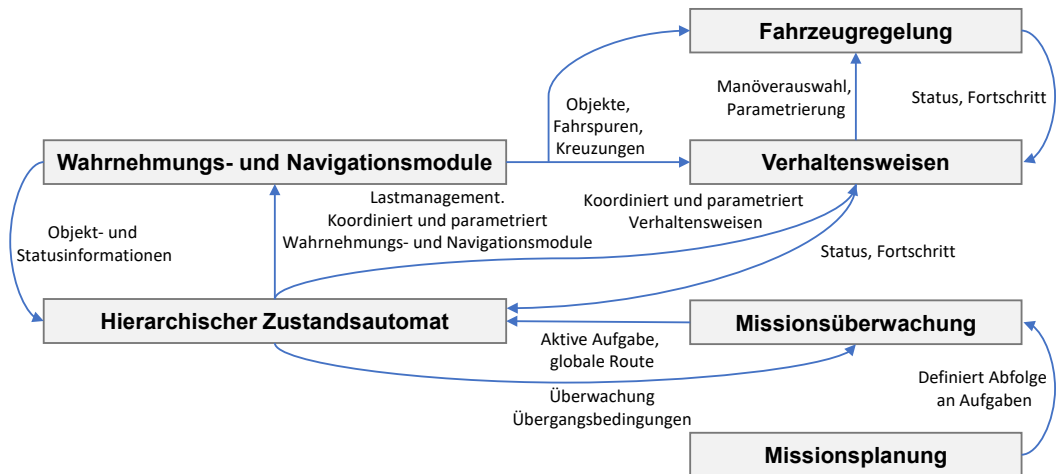 Fahrzeugregelung
Manöverauswahl,
Parametrierung
Status, Fortschritt
Objekte,
Fahrspuren,
Kreuzungen
Wahrnehmungs- und Navigationsmodule
Verhaltensweisen
Lastmanagement.
Koordiniert und parametriert
Wahrnehmungs- und Navigationsmodule
Koordiniert und parametriert
Verhaltensweisen
Objekt- und
Statusinformationen
Status, Fortschritt
Hierarchischer Zustandsautomat
Missionsüberwachung
Aktive Aufgabe,
globale Route
Definiert Abfolge
an Aufgaben
Überwachung
Übergangsbedingungen
Missionsplanung